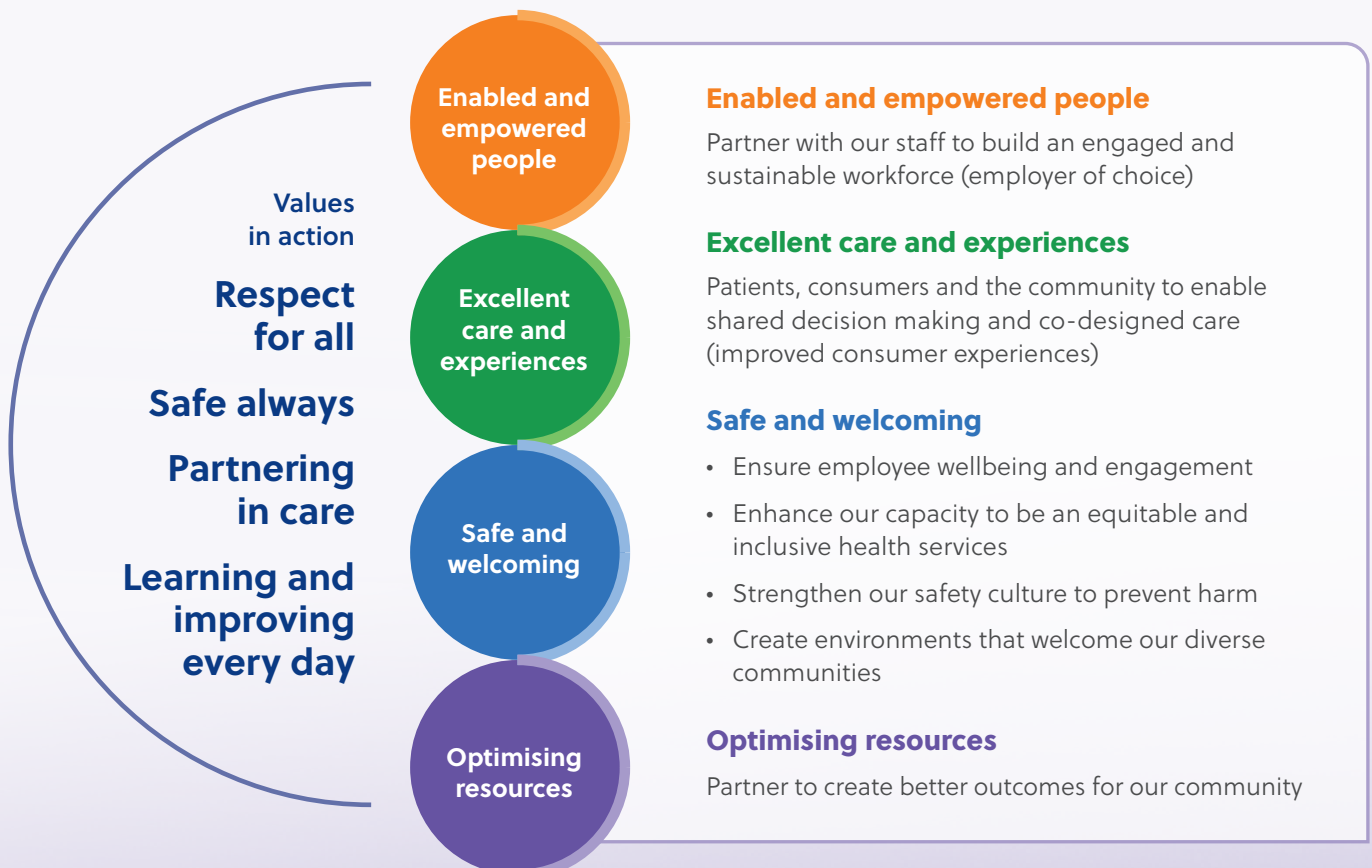 Values
in action
Respect
for all
Safe always
Partnering
in care
Learning and
improving
every day
Enabled and
empowered
people
Excellent
care and
experiences
Safe and
welcoming
Optimising
resources
Enabled and empowered people
Partner with our staff to build an engaged and
sustainable workforce (employer of choice)
Excellent care and experiences
Patients, consumers and the community to enable
shared decision making and co-designed care
(improved consumer experiences)
Safe and welcoming
• Ensure employee wellbeing and engagement
• Enhance our capacity to be an equitable and
inclusive health services
• Strengthen our safety culture to prevent harm
• Create environments that welcome our diverse
communities
Optimising resources
Partner to create better outcomes for our community